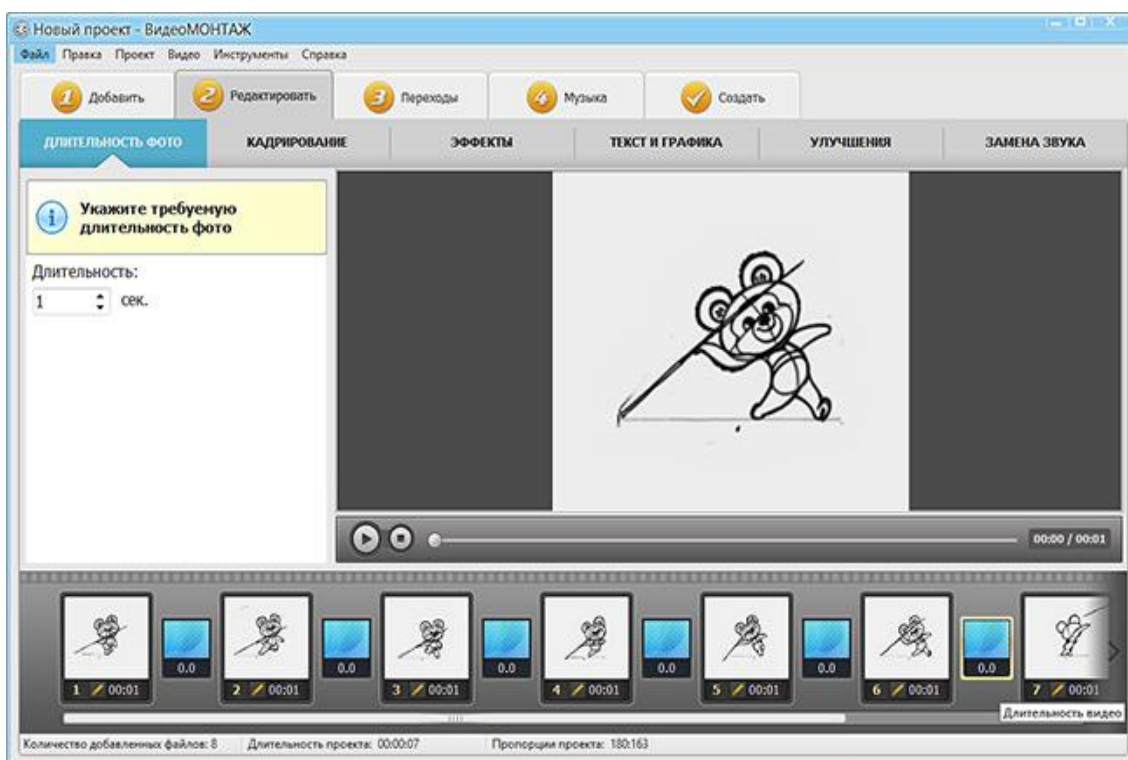 Новый проект - ВидеоМОНТАЖ
Файл Правка Проект Видео Инструменты Справка
1 Добавить 2 Редактировать 3 Переходы 4 Музыка Создать
ДЛИТЕЛЬНОСТЬ ФОТО КАДРИРОВАНИЕ ЭФФЕКТЫ ТЕКСТ И ГРАФИКА УЛУЧШЕНИЯ ЗАМЕНА ЗВУКА
Укажите требуемую
длительность фото
Длительность:
1 сек.
00:00 / 00:01
0.0 0.0 0.0 0.0 0.0 0.0
1 00:01 2 00:01 3 00:01 4 00:01 5 00:01 6 00:01 7 00:01
Длительность видео
Количество добавленных файлов: 8 Длительность проекта: 00:00:07 Пропорции проекта: 180:163